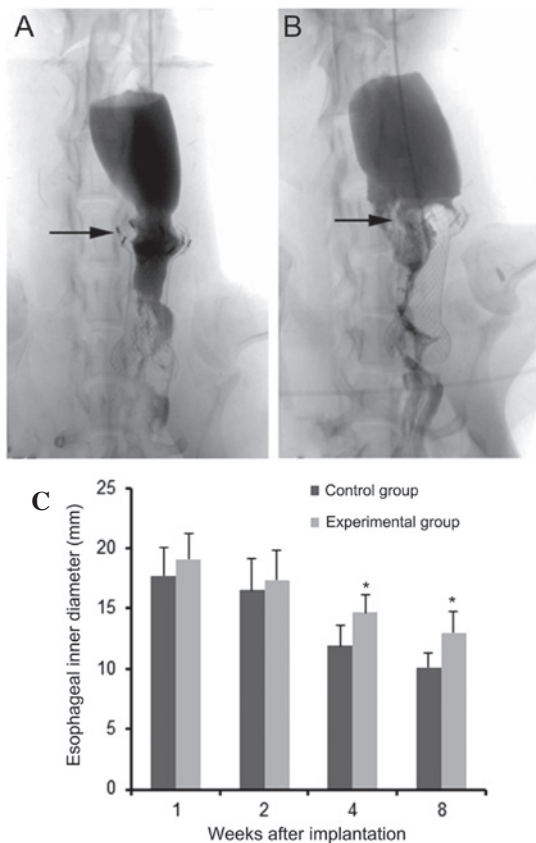 A
B
C
Esophageal inner diameter (mm)
25
20
15
10
5
0
Control group
Experimental group
*
*
1 2 4 8
Weeks after implantation